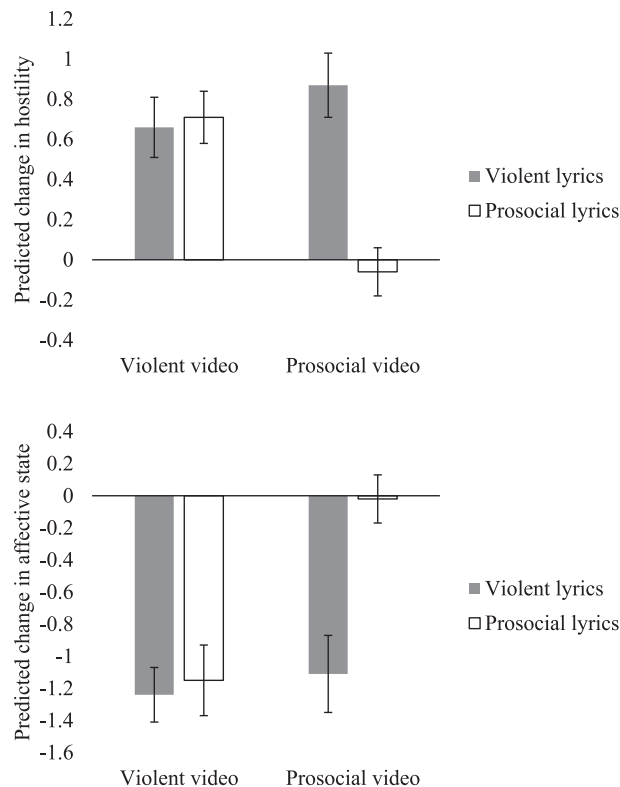 Predicted change in hostility
1.2
1
0.8
0.6
0.4
0.2
0
-0.2
-0.4
Violent video
Prosocial video
Violent lyrics
Prosocial lyrics
Predicted change in affective state
0.4
0.2
0
-0.2
-0.4
-0.6
-0.8
-1
-1.2
-1.4
-1.6
Violent video
Prosocial video
Violent lyrics
Prosocial lyrics